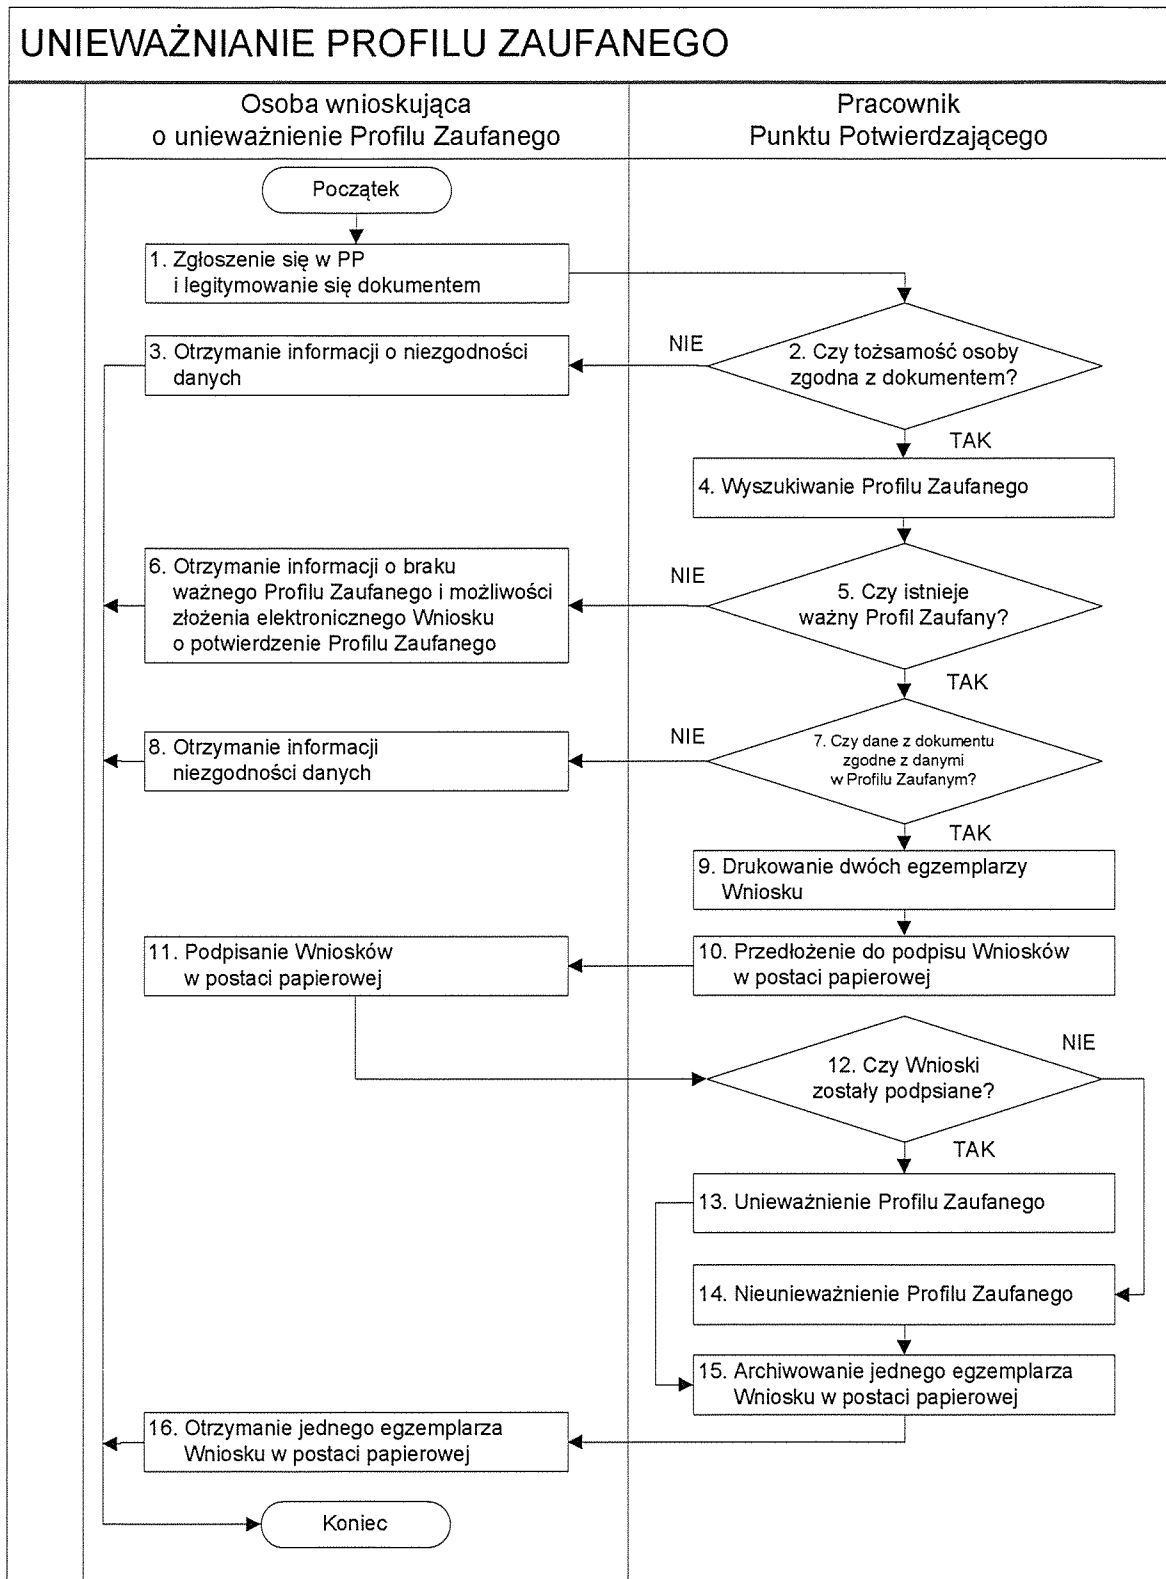 UNIEWAŻNIANIE PROFILU ZAUFANEGO
Osoba wnioskująca
o unieważnienie Profilu Zaufanego
Pracownik
Punktu Potwierdzającego
Początek
1. Zgłoszenie się w PP
i legitymowanie się dokumentem
2. Czy tożsamość osoby
zgodna z dokumentem?
NIE
3. Otrzymanie informacji o niezgodności
danych
TAK
4. Wyszukiwanie Profilu Zaufanego
5. Czy istnieje
ważny Profil Zaufany?
NIE
6. Otrzymanie informacji o braku
ważnego Profilu Zaufanego i możliwości
złożenia elektronicznego Wniosku
o potwierdzenie Profilu Zaufanego
TAK
7. Czy dane z dokumentu
zgodne z danymi
w Profilu Zaufanym?
NIE
8. Otrzymanie informacji
niezgodności danych
TAK
9. Drukowanie dwóch egzemplarzy
Wniosku
10. Przedłożenie do podpisu Wniosków
w postaci papierowej
11. Podpisanie Wniosków
w postaci papierowej
12. Czy Wnioski
zostały podpsiane?
NIE
TAK
13. Unieważnienie Profilu Zaufanego
14. Nieunieważnienie Profilu Zaufanego
15. Archiwowanie jednego egzemplarza
Wniosku w postaci papierowej
16. Otrzymanie jednego egzemplarza
Wniosku w postaci papierowej
Koniec